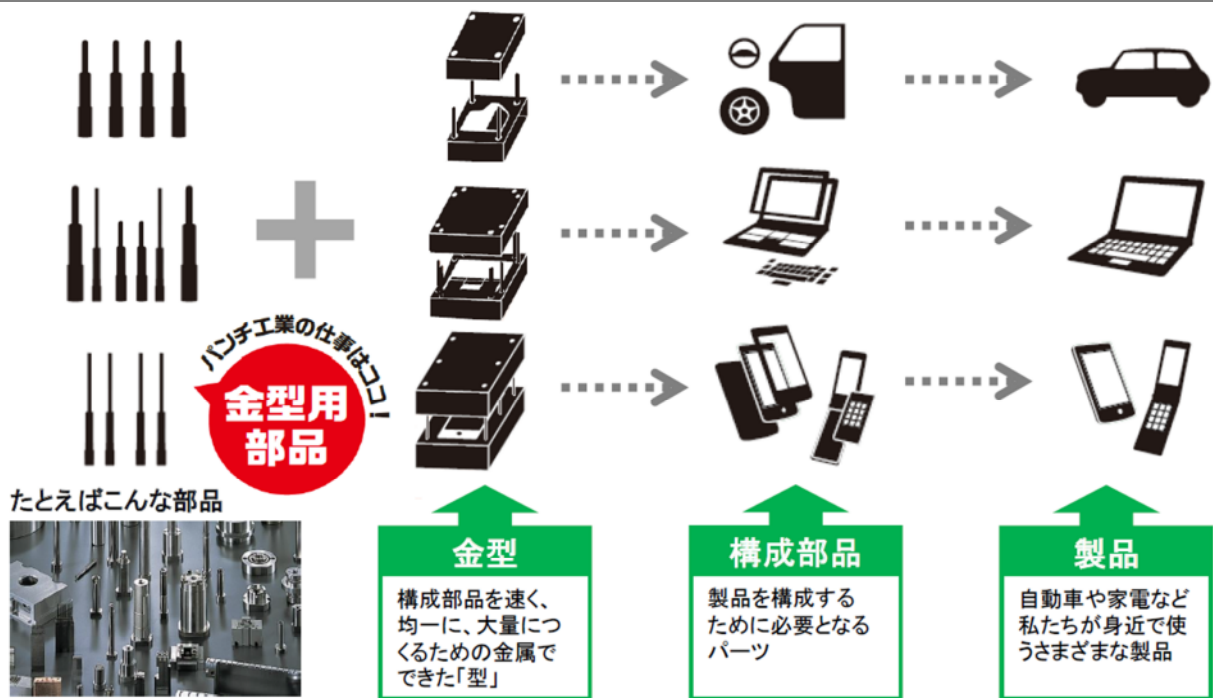 パンチ工業の仕事はココ！
金型用
部品
たとえばこんな部品
金型
構成部品を速く、
均一に、大量につ
くるための金属で
できた「型」
構成部品
製品を構成する
ために必要となる
パーツ
製品
自動車や家電など
私たちが身近で使
うさまざまな製品